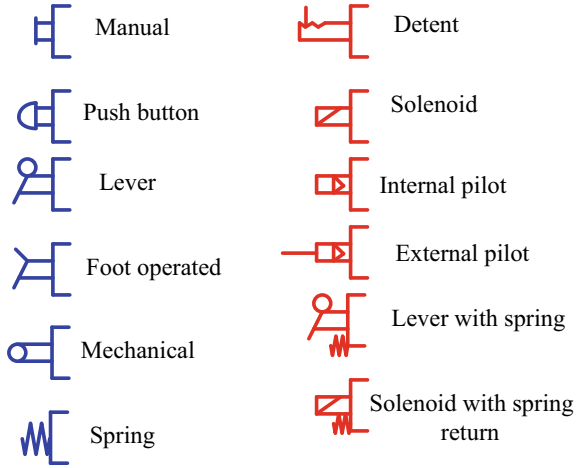 Manual
Push button
Lever
Foot operated
Mechanical
Spring
Detent
Solenoid
Internal pilot
External pilot
Lever with spring
Solenoid with spring
return